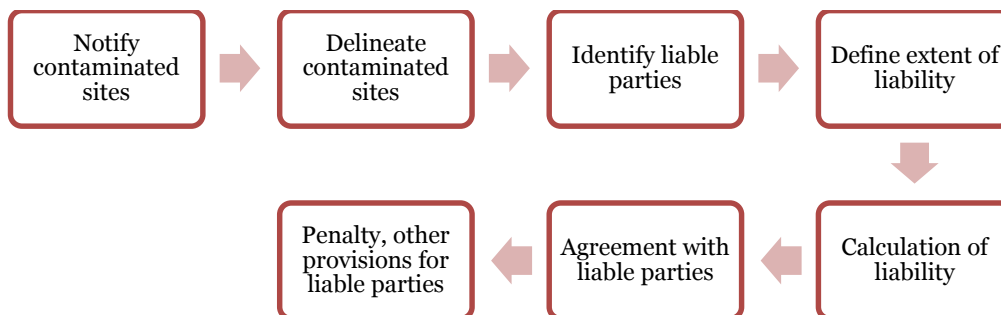 Notify
contaminated
sites
Delineate
contaminated
sites
Identify liable
parties
Define extent of
liability
Calculation of
liability
Agreement with
liable parties
Penalty, other
provisions for
liable parties